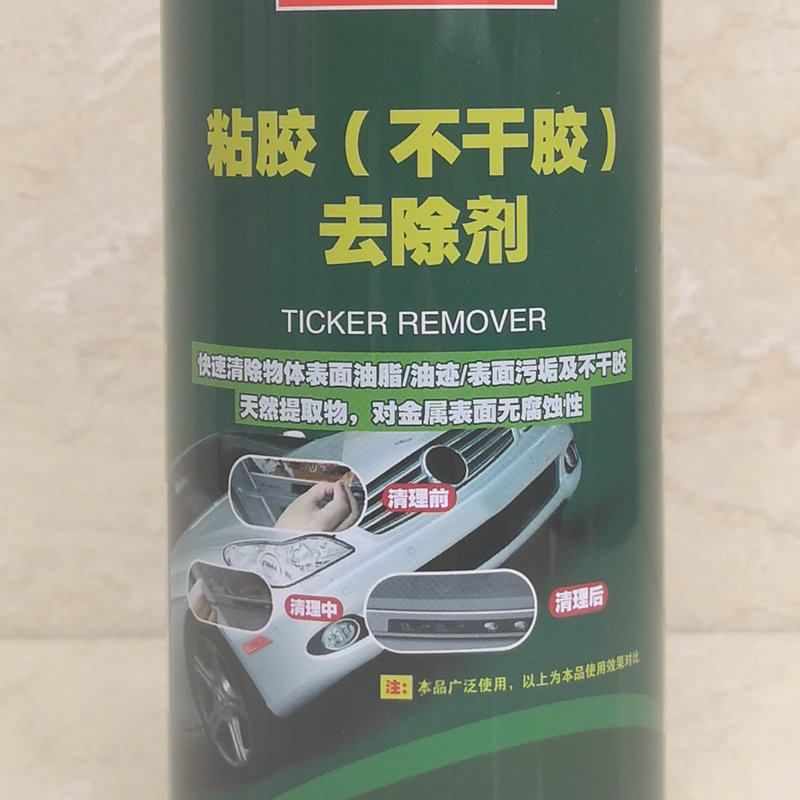 粘胶（不干胶）
去除剂
TICKER REMOVER
快速清除物体表面油脂/油迹/表面污垢及不干胶
天然提取物，对金属表面无腐蚀性
清理前
清理中
清理后
注: 本品广泛使用，以上为本品使用效果对比